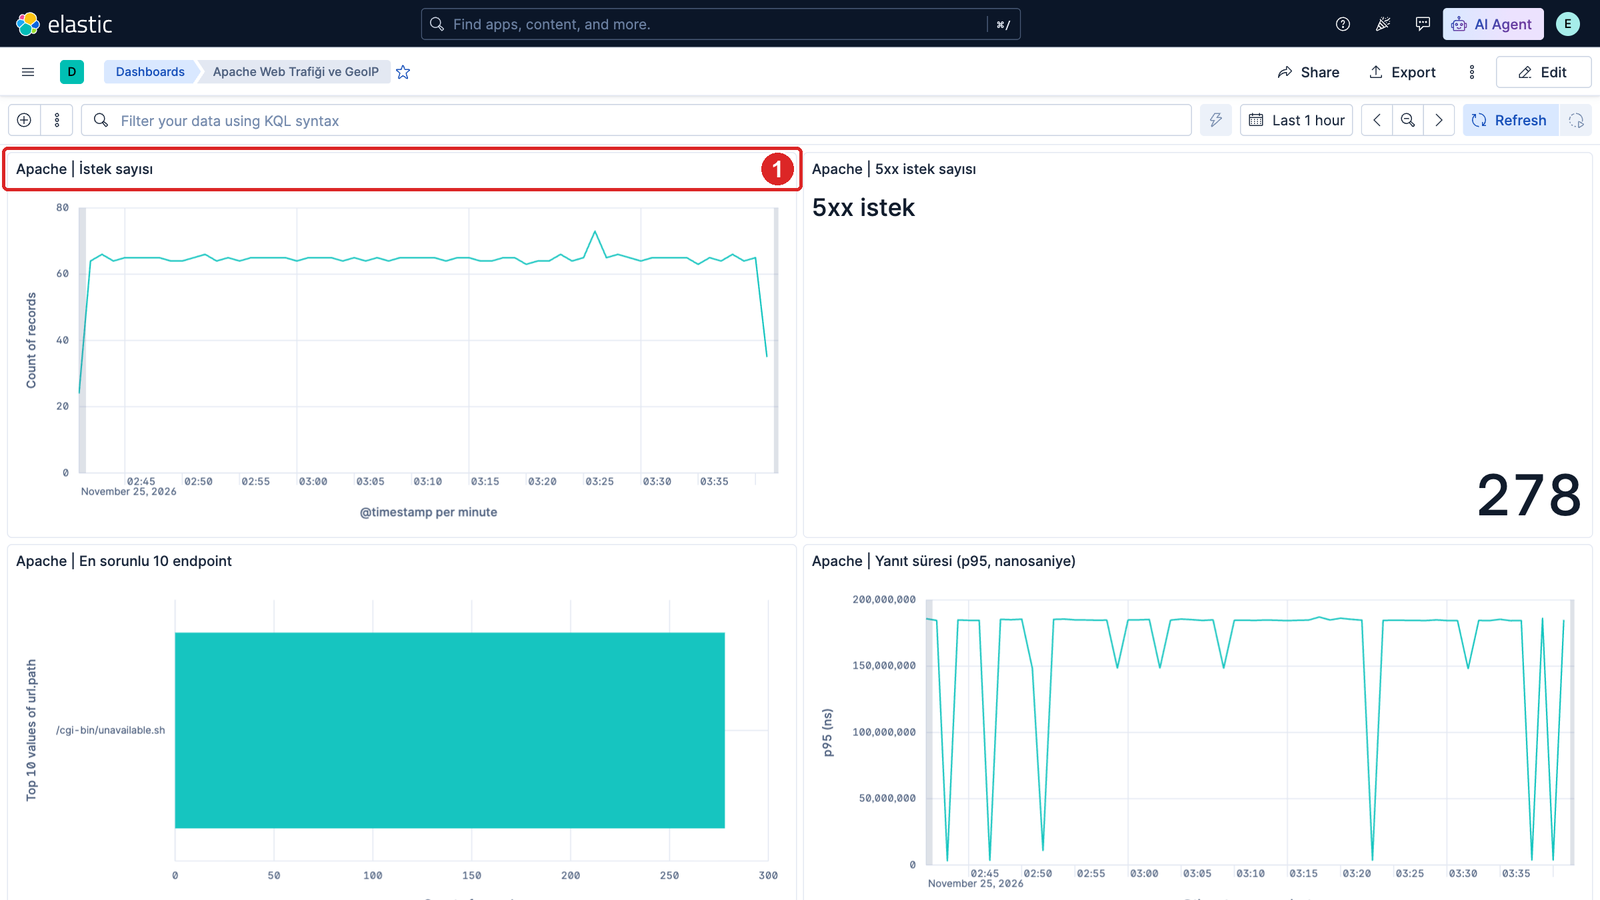 elastic
Find apps, content, and more.
⌘/
AI Agent
E
D
Dashboards
Apache Web Trafiği ve GeoIP
Share
Export
Edit
Filter your data using KQL syntax
Last 1 hour
Refresh
Apache | İstek sayısı
1
80
60
40
20
0
Count of records
02:45 02:50 02:55 03:00 03:05 03:10 03:15 03:20 03:25 03:30 03:35
November 25, 2026
@timestamp per minute
Apache | 5xx istek sayısı
5xx istek
278
Apache | En sorunlu 10 endpoint
Top 10 values of url.path
/cgi-bin/unavailable.sh
0 50 100 150 200 250 300
Apache | Yanıt süresi (p95, nanosaniye)
200,000,000
150,000,000
100,000,000
50,000,000
0
p95 (ns)
02:45 02:50 02:55 03:00 03:05 03:10 03:15 03:20 03:25 03:30 03:35
November 25, 2026